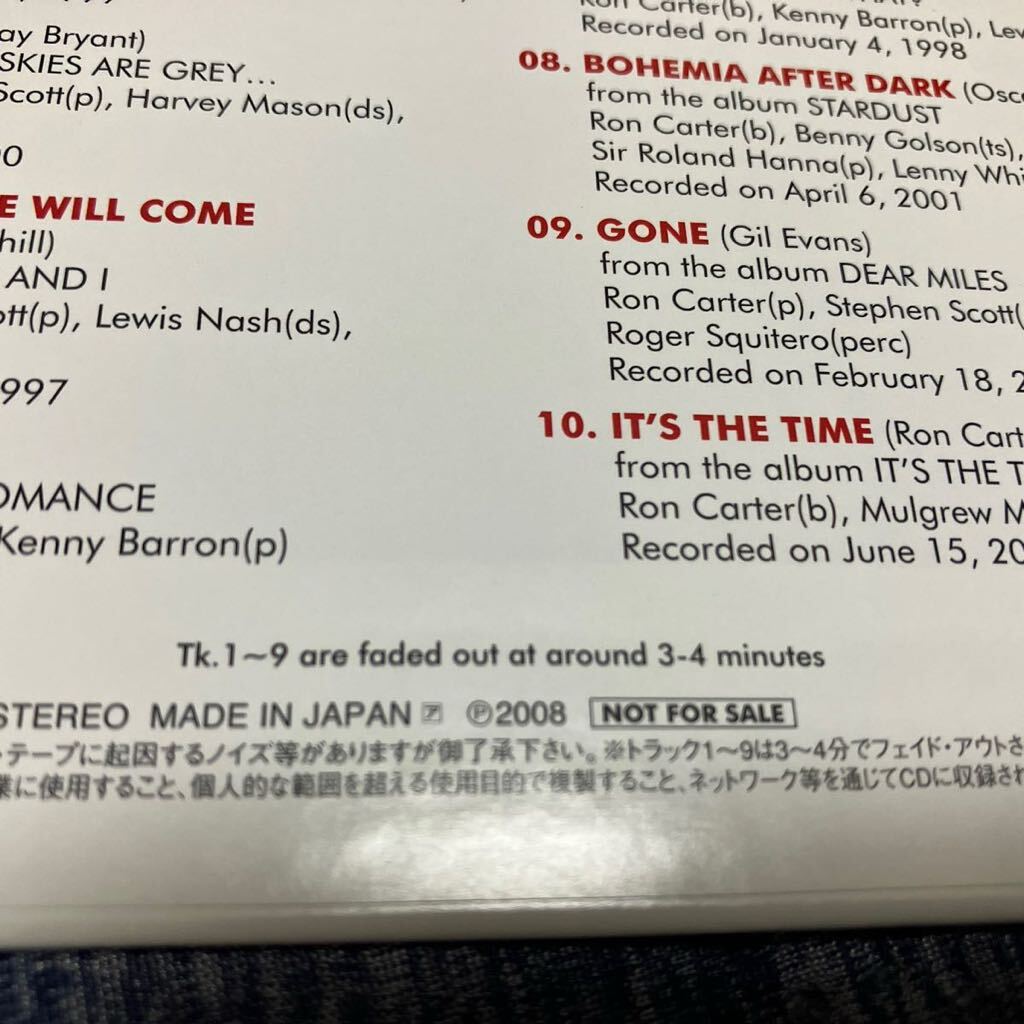 ay Bryant)
SKIES ARE GREY...
Scott(p), Harvey Mason(ds),
00
E WILL COME
hill)
AND I
ott(p), Lewis Nash(ds),
1997
OMANCE
Kenny Barron(p)
Ron Carter(b), Kenny Barron(p), Lew
Recorded on January 4, 1998
08. BOHEMIA AFTER DARK (Osc
from the album STARDUST
Ron Carter(b), Benny Golson(ts),
Sir Roland Hanna(p), Lenny Whi
Recorded on April 6, 2001
09. GONE (Gil Evans)
from the album DEAR MILES
Ron Carter(p), Stephen Scott(
Roger Squitero(perc)
Recorded on February 18, 2
10. IT'S THE TIME (Ron Cart
from the album IT'S THE T
Ron Carter(b), Mulgrew M
Recorded on June 15, 20
Tk.1~9 are faded out at around 3-4 minutes
STEREO MADE IN JAPAN ア ℗2008 NOT FOR SALE
・テープに起因するノイズ等がありますが御了承下さい。※トラック1~9は3~4分でフェイド・アウトさ
業に使用すること、個人的な範囲を超える使用目的で複製すること、ネットワーク等を通じてCDに収録され